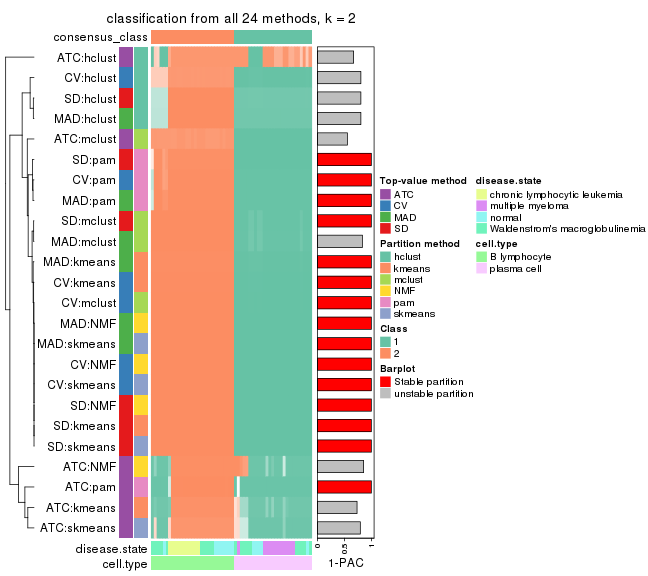 classification from all 24 methods, k = 2
consensus_class
ATC:hclust
CV:hclust
SD:hclust
MAD:hclust
ATC:mclust
SD:pam
CV:pam
MAD:pam
SD:mclust
MAD:mclust
MAD:kmeans
CV:kmeans
CV:mclust
MAD:NMF
MAD:skmeans
CV:NMF
CV:skmeans
SD:NMF
SD:kmeans
SD:skmeans
ATC:NMF
ATC:pam
ATC:kmeans
ATC:skmeans
disease.state
cell.type
0 0.5 1
1-PAC
Top-value method
ATC
CV
MAD
SD
Partition method
hclust
kmeans
mclust
NMF
pam
skmeans
Class
1
2
Barplot
Stable partition
unstable partition
disease.state
chronic lymphocytic leukemia
multiple myeloma
normal
Waldenstrom's macroglobulinemia
cell.type
B lymphocyte
plasma cell